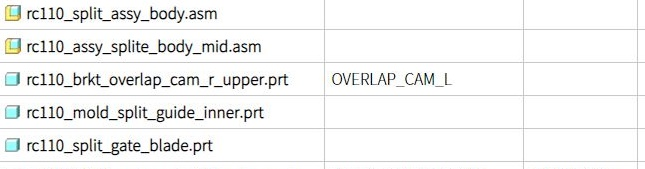 rc110_split_assy_body.asm
rc110_assy_splite_body_mid.asm
rc110_brkt_overlap_cam_r_upper.prt OVERLAP_CAM_L
rc110_mold_split_guide_inner.prt
rc110_split_gate_blade.prt